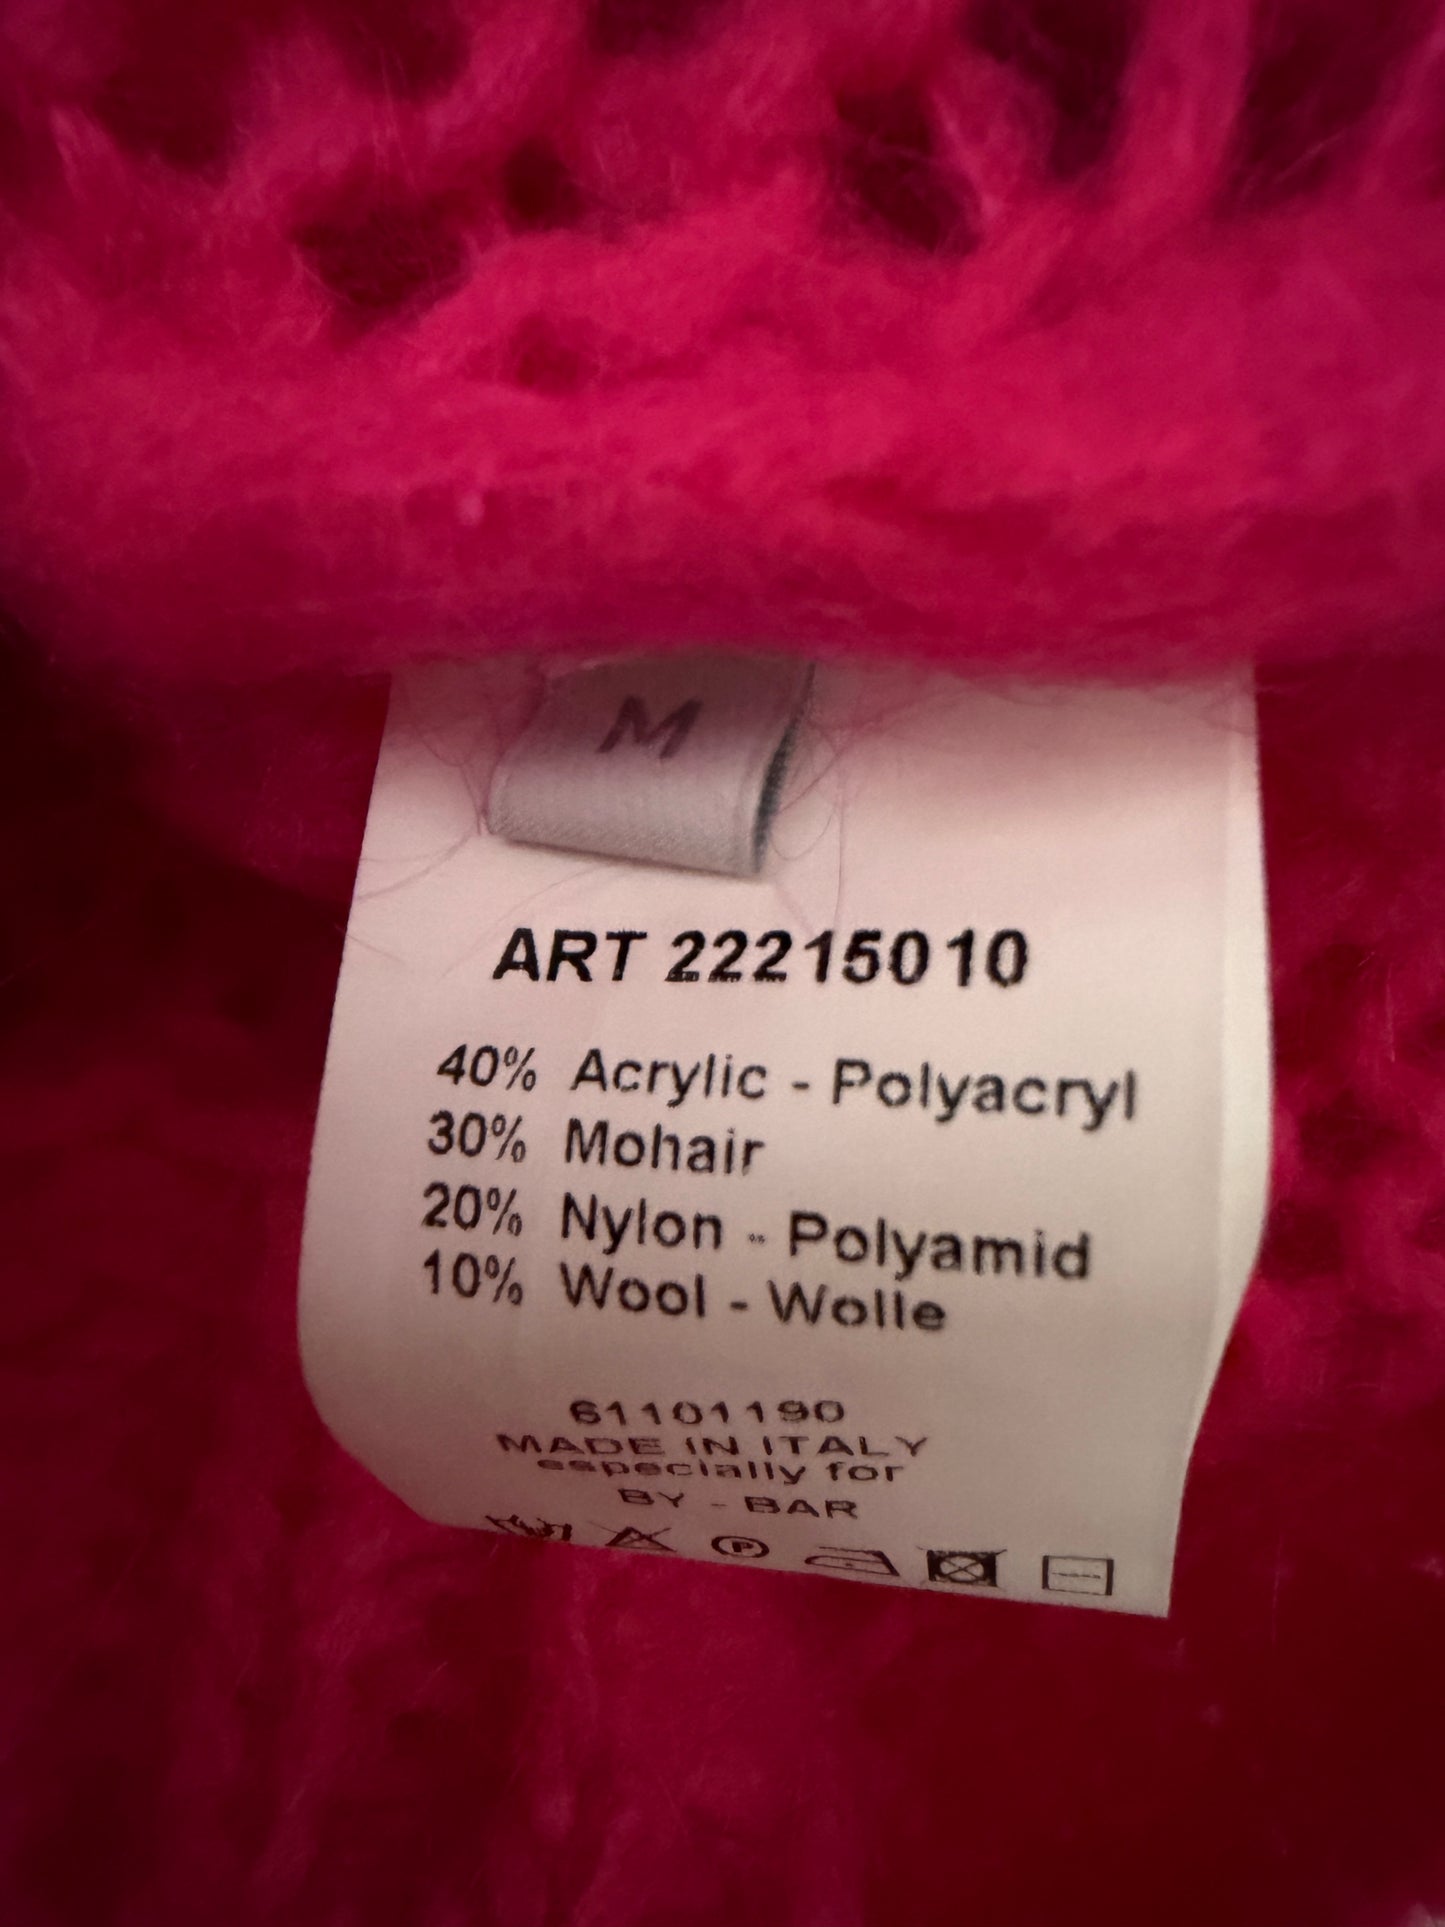 M
ART 22215010
40% Acrylic - Polyacryl
30% Mohair
20% Nylon - Polyamid
10% Wool - Wolle
61101190
MADE IN ITALY
especially for
BY - BAR
P